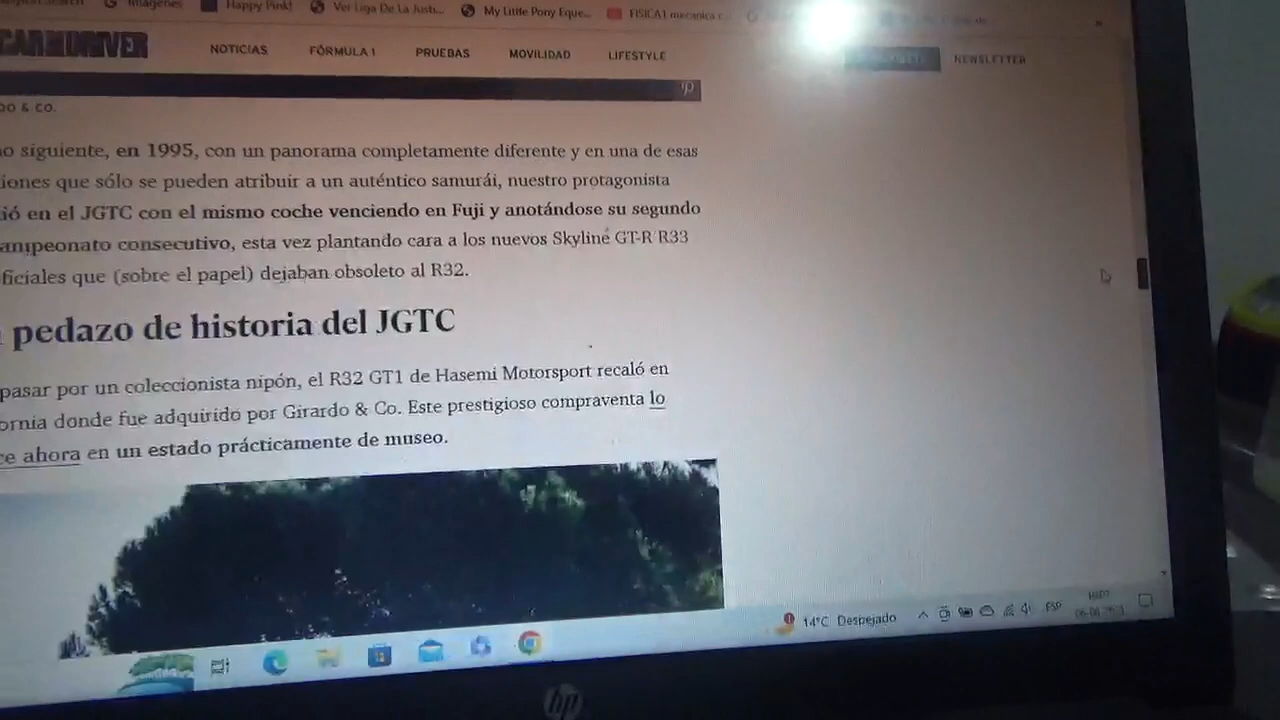 Imágenes Happy Pink! Ver Liga De La Justi... My Little Pony Eque... FISICA1 mecanica c...
CAR AND DRIVER NOTICIAS FÓRMULA 1 PRUEBAS MOVILIDAD LIFESTYLE NEWSLETTER
DO & CO.
o siguiente, en 1995, con un panorama completamente diferente y en una de esas
iones que sólo se pueden atribuir a un auténtico samurái, nuestro protagonista
ió en el JGTC con el mismo coche venciendo en Fuji y anotándose su segundo
ampeonato consecutivo, esta vez plantando cara a los nuevos Skyline GT-R R33
ficiales que (sobre el papel) dejaban obsoleto al R32.
pedazo de historia del JGTC
pasar por un coleccionista nipón, el R32 GT1 de Hasemi Motorsport recaló en
ornia donde fue adquirido por Girardo & Co. Este prestigioso compraventa lo
ce ahora en un estado prácticamente de museo.
14°C Despejado ESP
hp